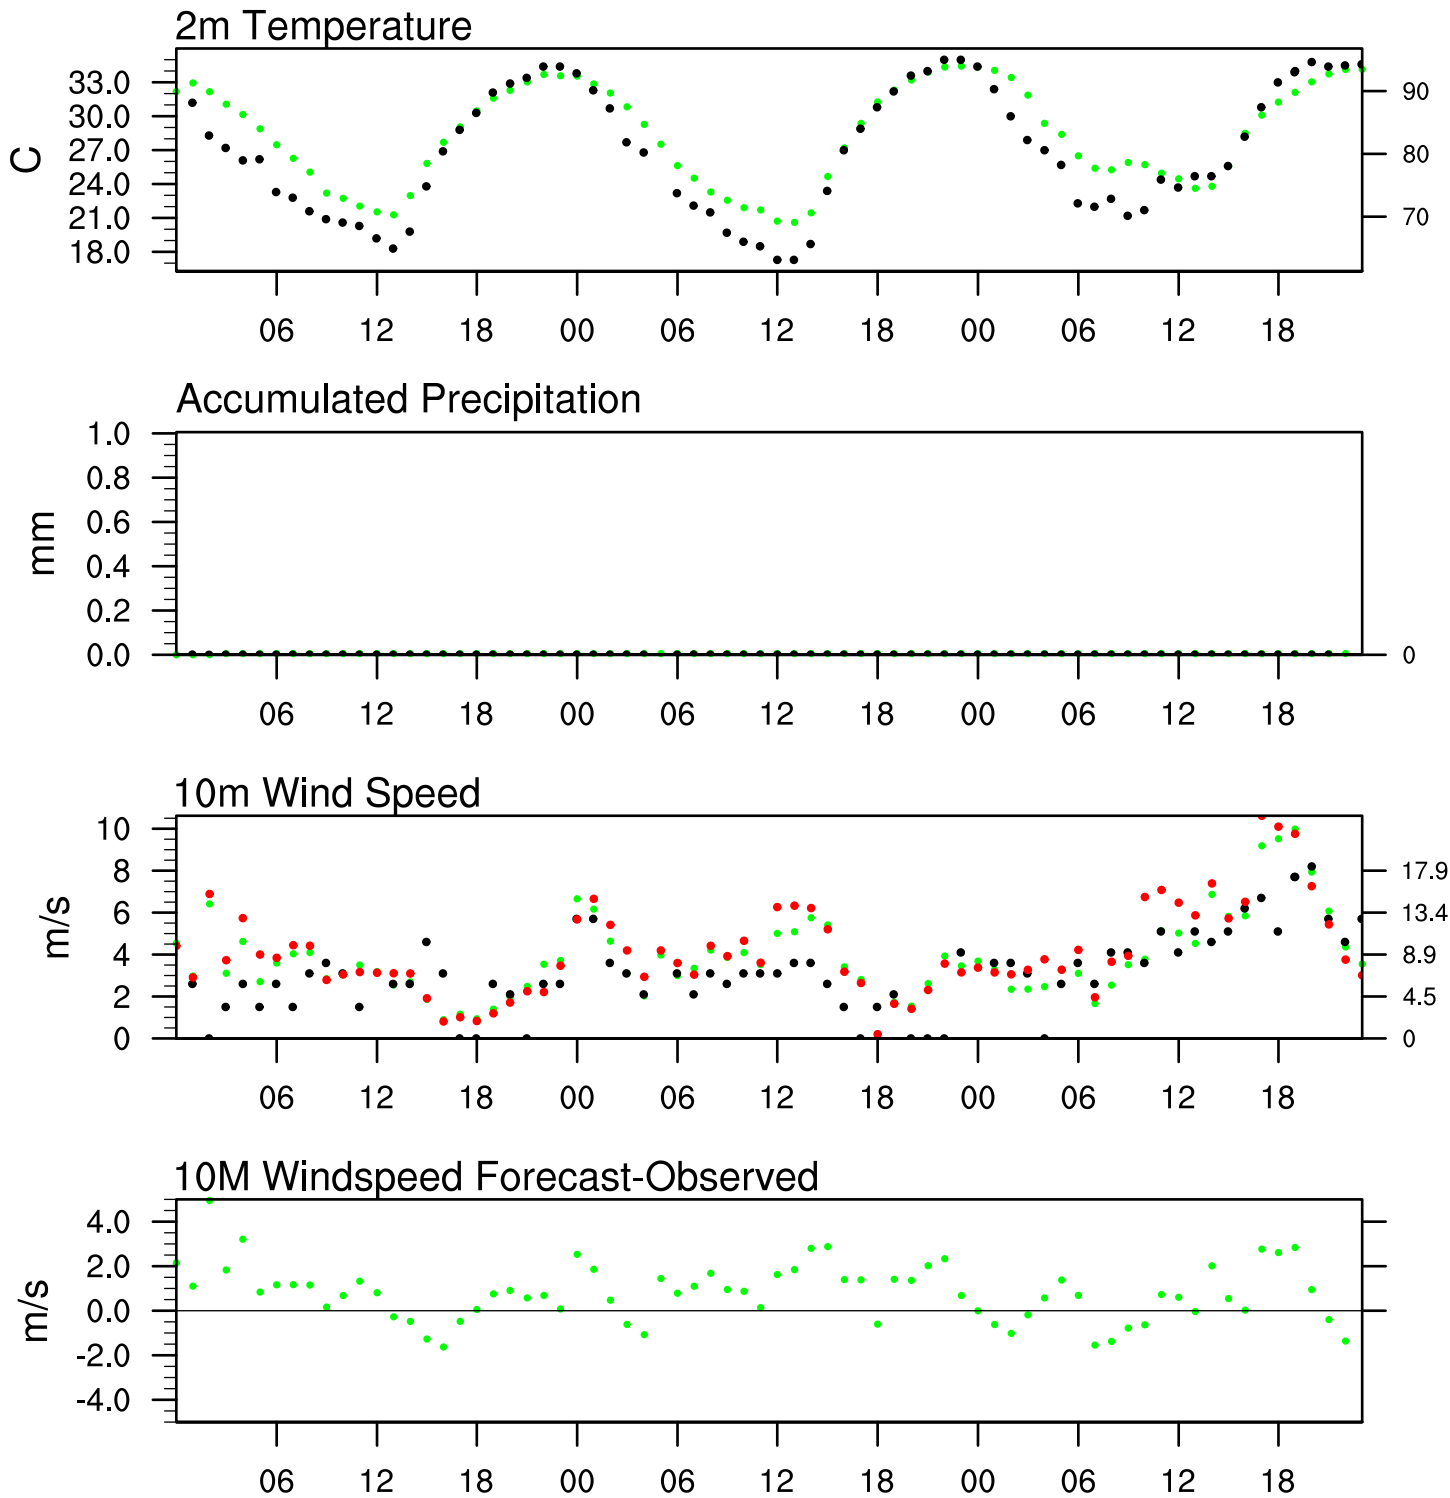 2m Temperature
C
33.0
30.0
27.0
24.0
21.0
18.0
90
80
70
06 12 18 00 06 12 18 00 06 12 18
Accumulated Precipitation
mm
1.0
0.8
0.6
0.4
0.2
0.0
0
06 12 18 00 06 12 18 00 06 12 18
10m Wind Speed
m/s
10
8
6
4
2
0
17.9
13.4
8.9
4.5
0
06 12 18 00 06 12 18 00 06 12 18
10M Windspeed Forecast-Observed
m/s
4.0
2.0
0.0
-2.0
-4.0
06 12 18 00 06 12 18 00 06 12 18